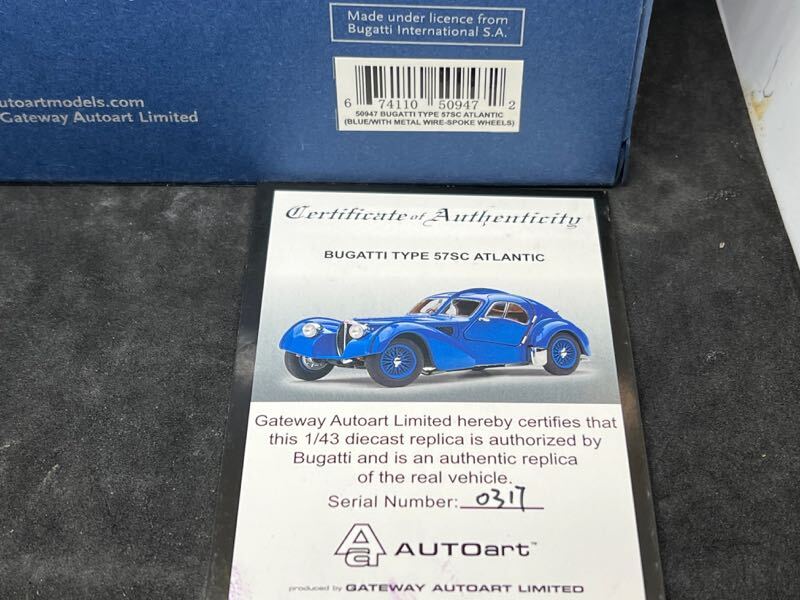 Made under licence from
Bugatti International S.A.
utoartmodels.com
Gateway Autoart Limited
6 74110 50947 2
50947 BUGATTI TYPE 57SC ATLANTIC
(BLUE/WITH METAL WIRE-SPOKE WHEELS)
Certificate of Authenticity
BUGATTI TYPE 57SC ATLANTIC
Gateway Autoart Limited hereby certifies that
this 1/43 diecast replica is authorized by
Bugatti and is an authentic replica
of the real vehicle.
Serial Number: 0317
Aa AUTOart™
produced by GATEWAY AUTOART LIMITED